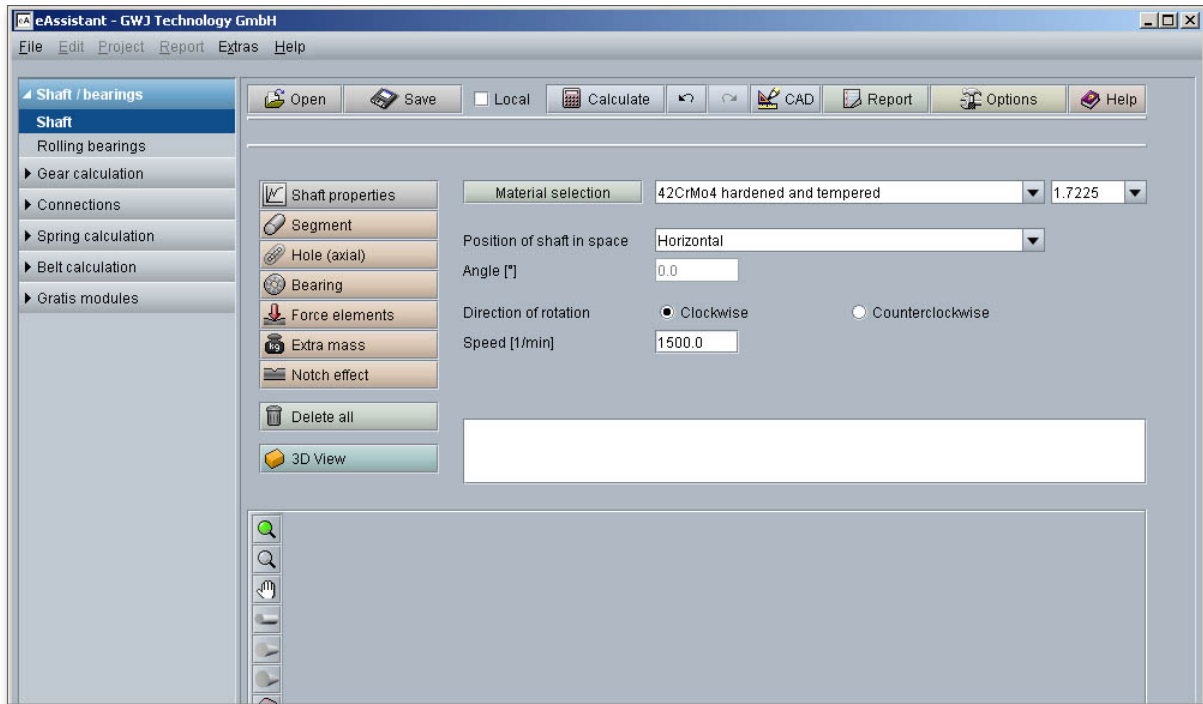 eA eAssistant - GWJ Technology GmbH
File Edit Project Report Extras Help
Shaft / bearings
Shaft
Rolling bearings
Gear calculation
Connections
Spring calculation
Belt calculation
Gratis modules
Open Save Local Calculate CAD Report Options Help
Shaft properties
Segment
Hole (axial)
Bearing
Force elements
kg Extra mass
Notch effect
Delete all
3D View
Material selection 42CrMo4 hardened and tempered 1.7225
Position of shaft in space Horizontal
Angle [°] 0.0
Direction of rotation Clockwise Counterclockwise
Speed [1/min] 1500.0